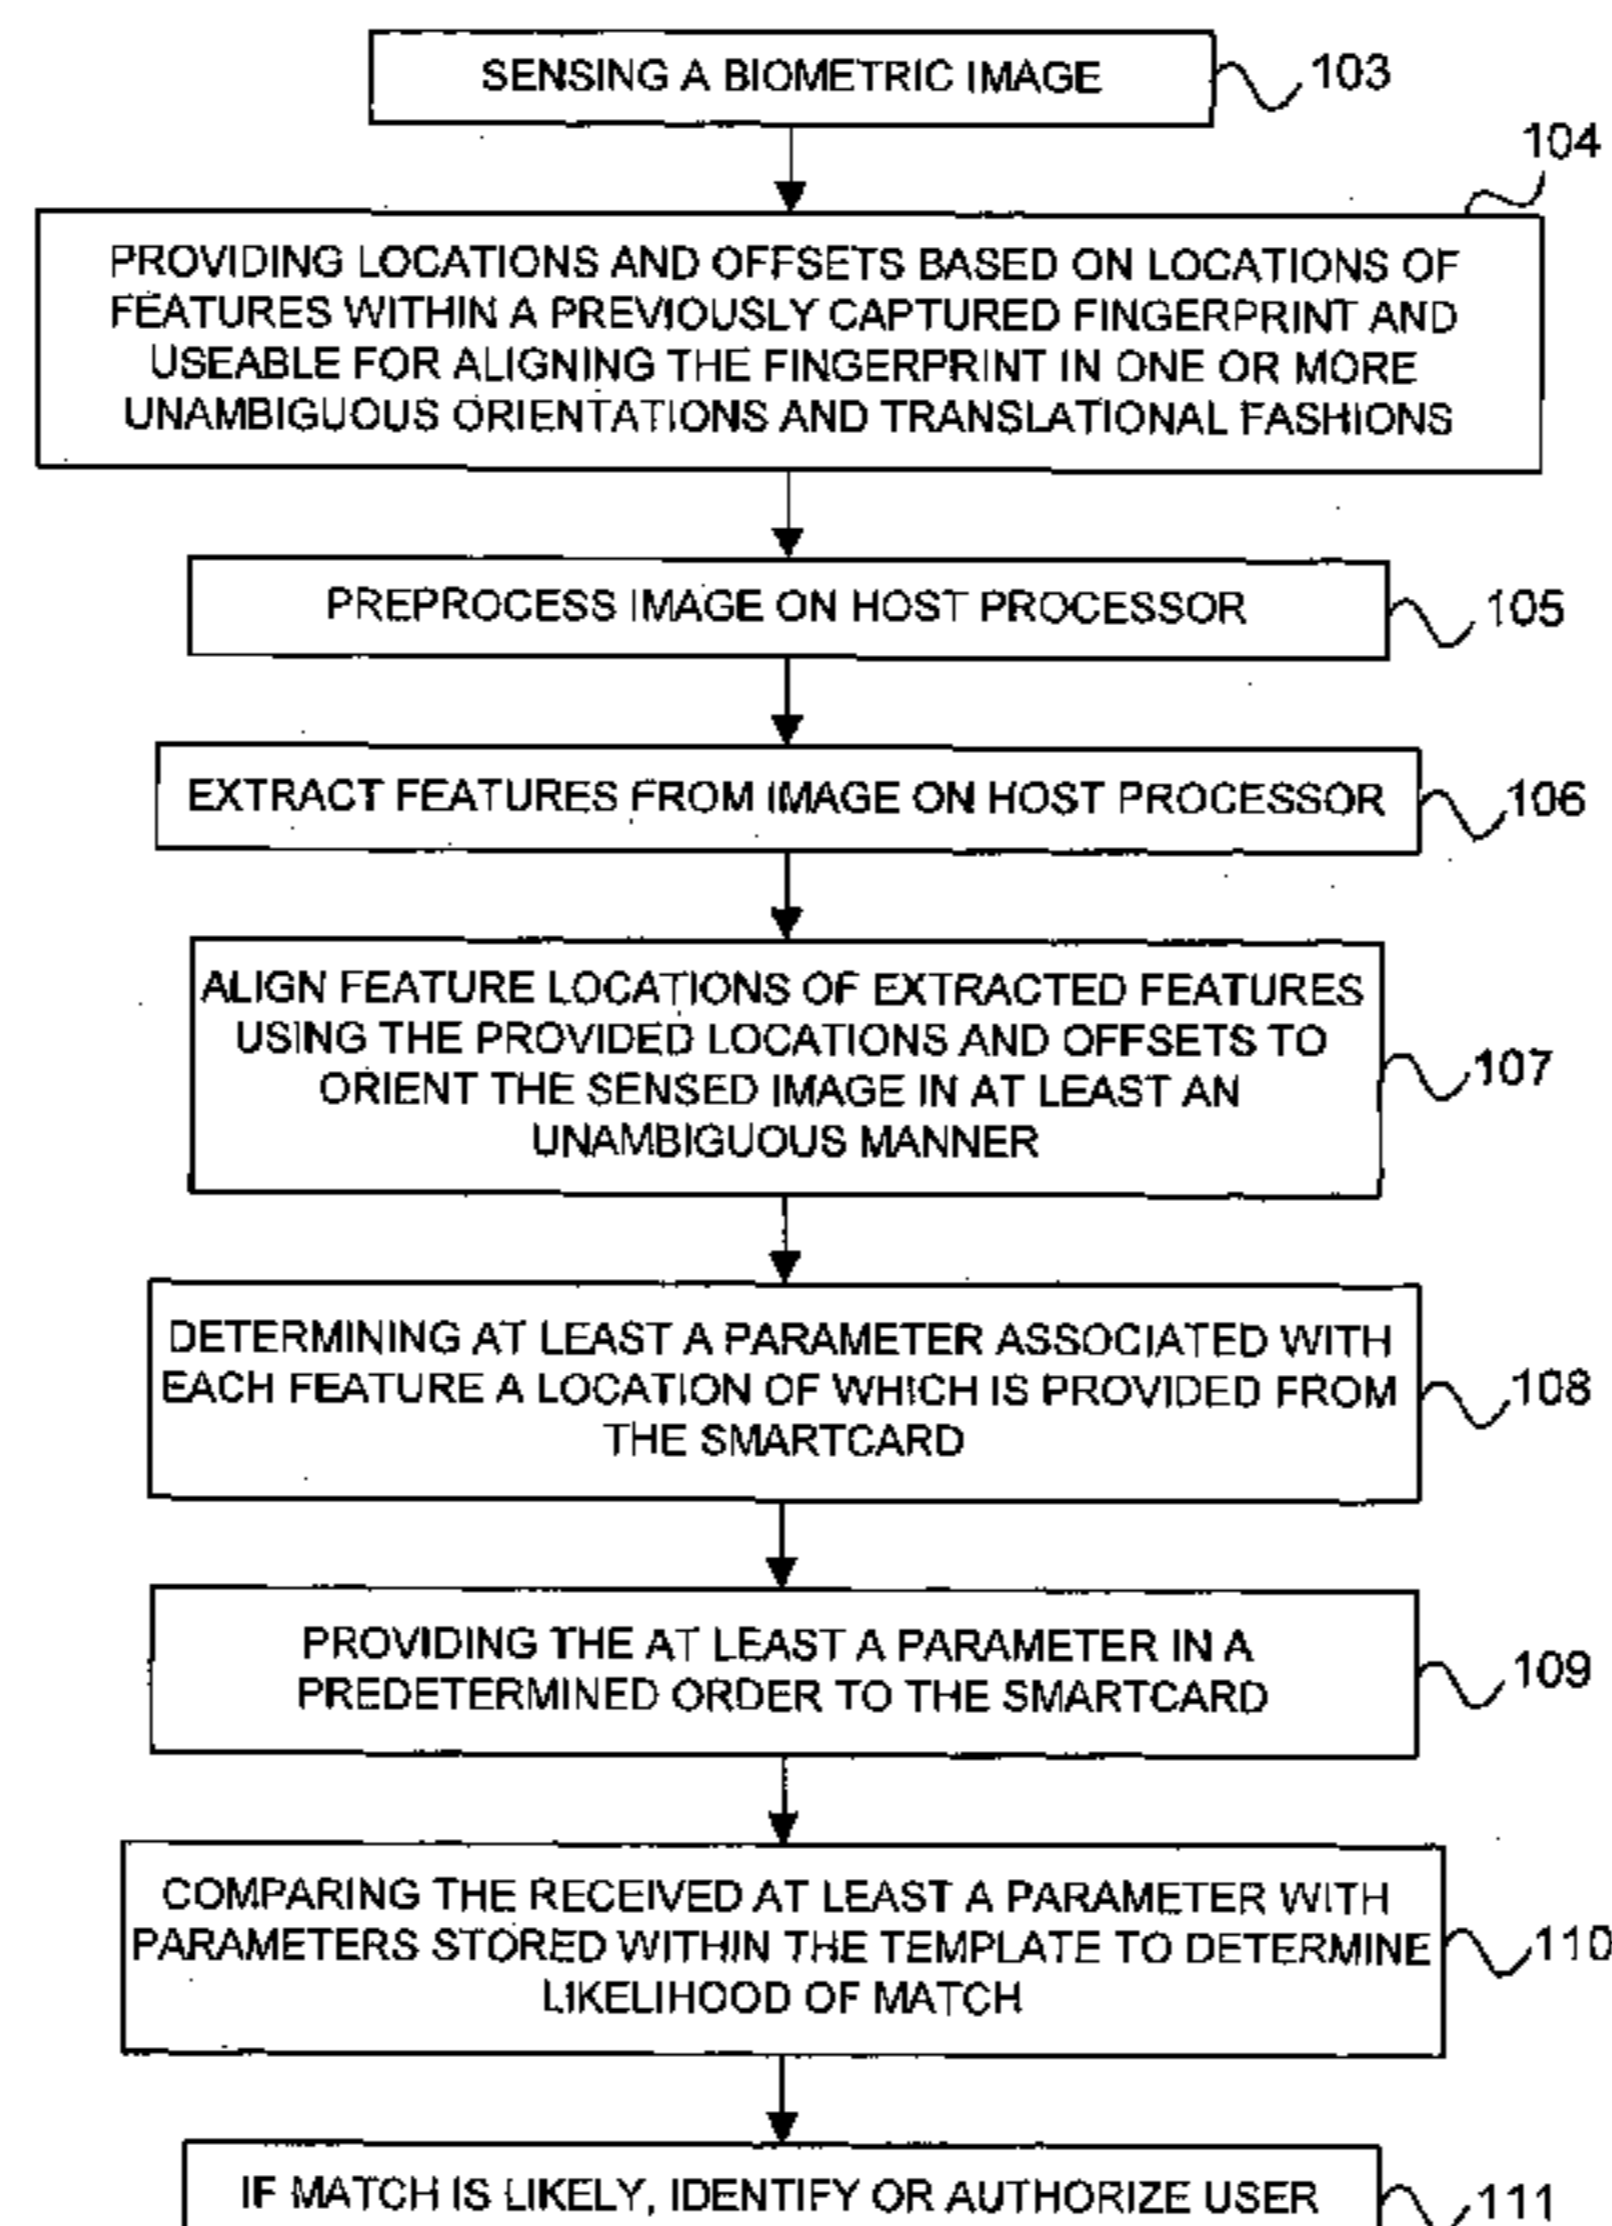 SENSING A BIOMETRIC IMAGE
103
104
PROVIDING LOCATIONS AND OFFSETS BASED ON LOCATIONS OF
FEATURES WITHIN A PREVIOUSLY CAPTURED FINGERPRINT AND
USEABLE FOR ALIGNING THE FINGERPRINT IN ONE OR MORE
UNAMBIGUOUS ORIENTATIONS AND TRANSLATIONAL FASHIONS
PREPROCESS IMAGE ON HOST PROCESSOR
105
EXTRACT FEATURES FROM IMAGE ON HOST PROCESSOR
106
ALIGN FEATURE LOCATIONS OF EXTRACTED FEATURES
USING THE PROVIDED LOCATIONS AND OFFSETS TO
ORIENT THE SENSED IMAGE IN AT LEAST AN
UNAMBIGUOUS MANNER
107
DETERMINING AT LEAST A PARAMETER ASSOCIATED WITH
EACH FEATURE A LOCATION OF WHICH IS PROVIDED FROM
THE SMARTCARD
108
PROVIDING THE AT LEAST A PARAMETER IN A
PREDETERMINED ORDER TO THE SMARTCARD
109
COMPARING THE RECEIVED AT LEAST A PARAMETER WITH
PARAMETERS STORED WITHIN THE TEMPLATE TO DETERMINE
LIKELIHOOD OF MATCH
110
IF MATCH IS LIKELY, IDENTIFY OR AUTHORIZE USER
111